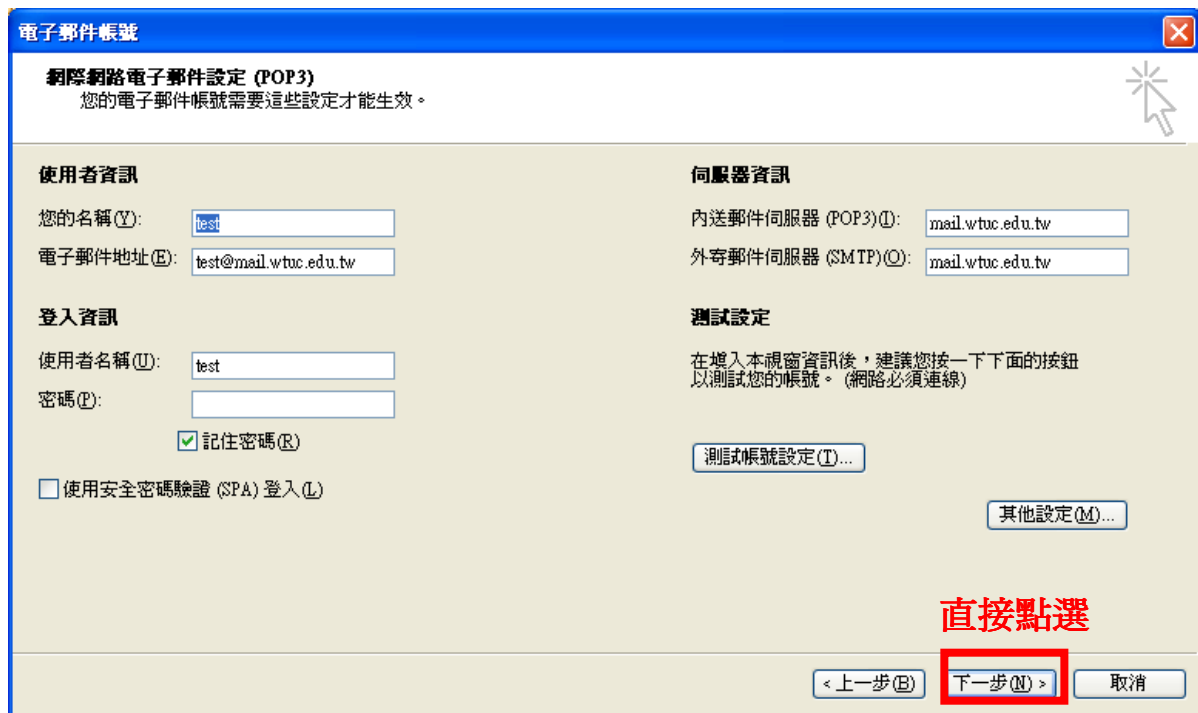 電子郵件帳號
網際網路電子郵件設定 (POP3)
您的電子郵件帳號需要這些設定才能生效。
使用者資訊
您的名稱(Y): test
電子郵件地址(E): test@mail.wtuc.edu.tw
登入資訊
使用者名稱(U): test
密碼(P):
記住密碼(R)
使用安全密碼驗證 (SPA) 登入(L)
伺服器資訊
內送郵件伺服器 (POP3)(I): mail.wtuc.edu.tw
外寄郵件伺服器 (SMTP)(O): mail.wtuc.edu.tw
測試設定
在填入本視窗資訊後，建議您按一下下面的按鈕
以測試您的帳號。 (網路必須連線)
測試帳號設定(T)...
其他設定(M)...
直接點選
< 上一步(B) 下一步(N) > 取消